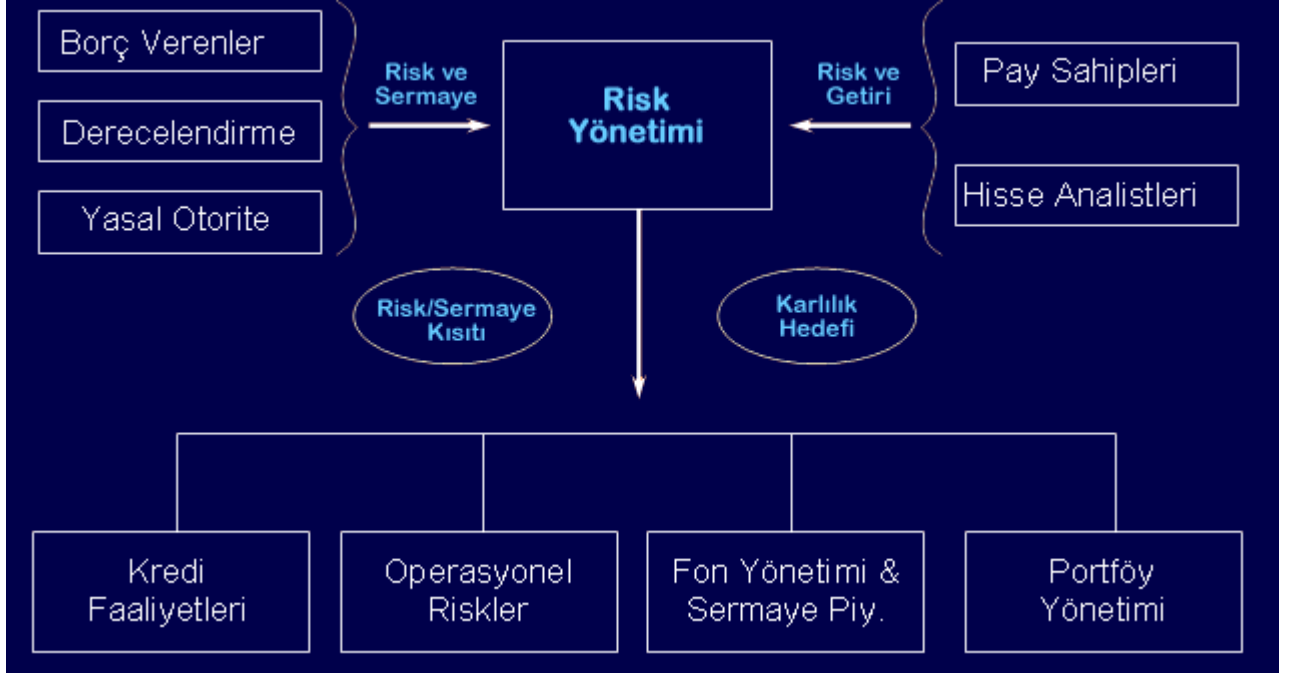 Borç Verenler
Derecelendirme
Yasal Otorite
Risk ve
Sermaye
Risk
Yönetimi
Risk ve
Getiri
Pay Sahipleri
Hisse Analistleri
Risk/Sermaye
Kısıtı
Karlılık
Hedefi
Kredi
Faaliyetleri
Operasyonel
Riskler
Fon Yönetimi &
Sermaye Piy.
Portföy
Yönetimi